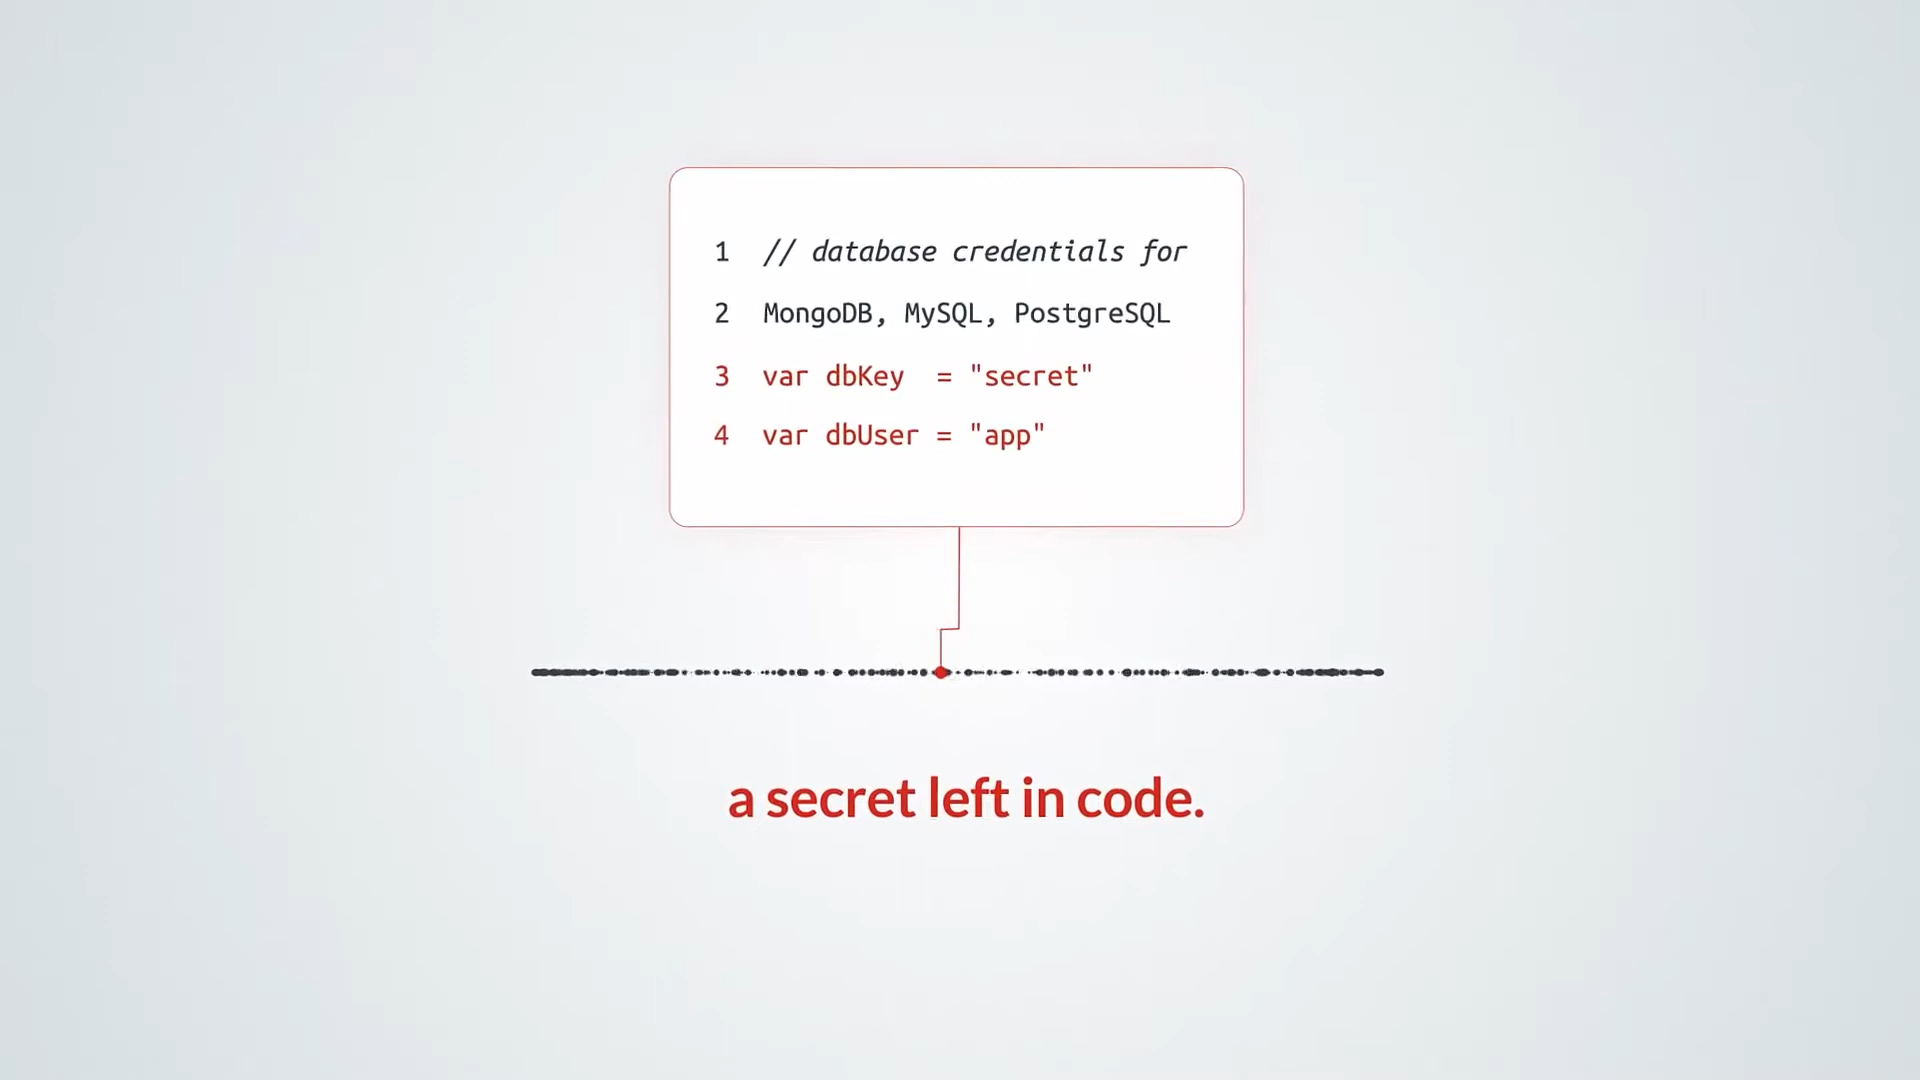 1 // database credentials for
2 MongoDB, MySQL, PostgreSQL
3 var dbKey  = "secret"
4 var dbUser = "app"
a secret left in code.